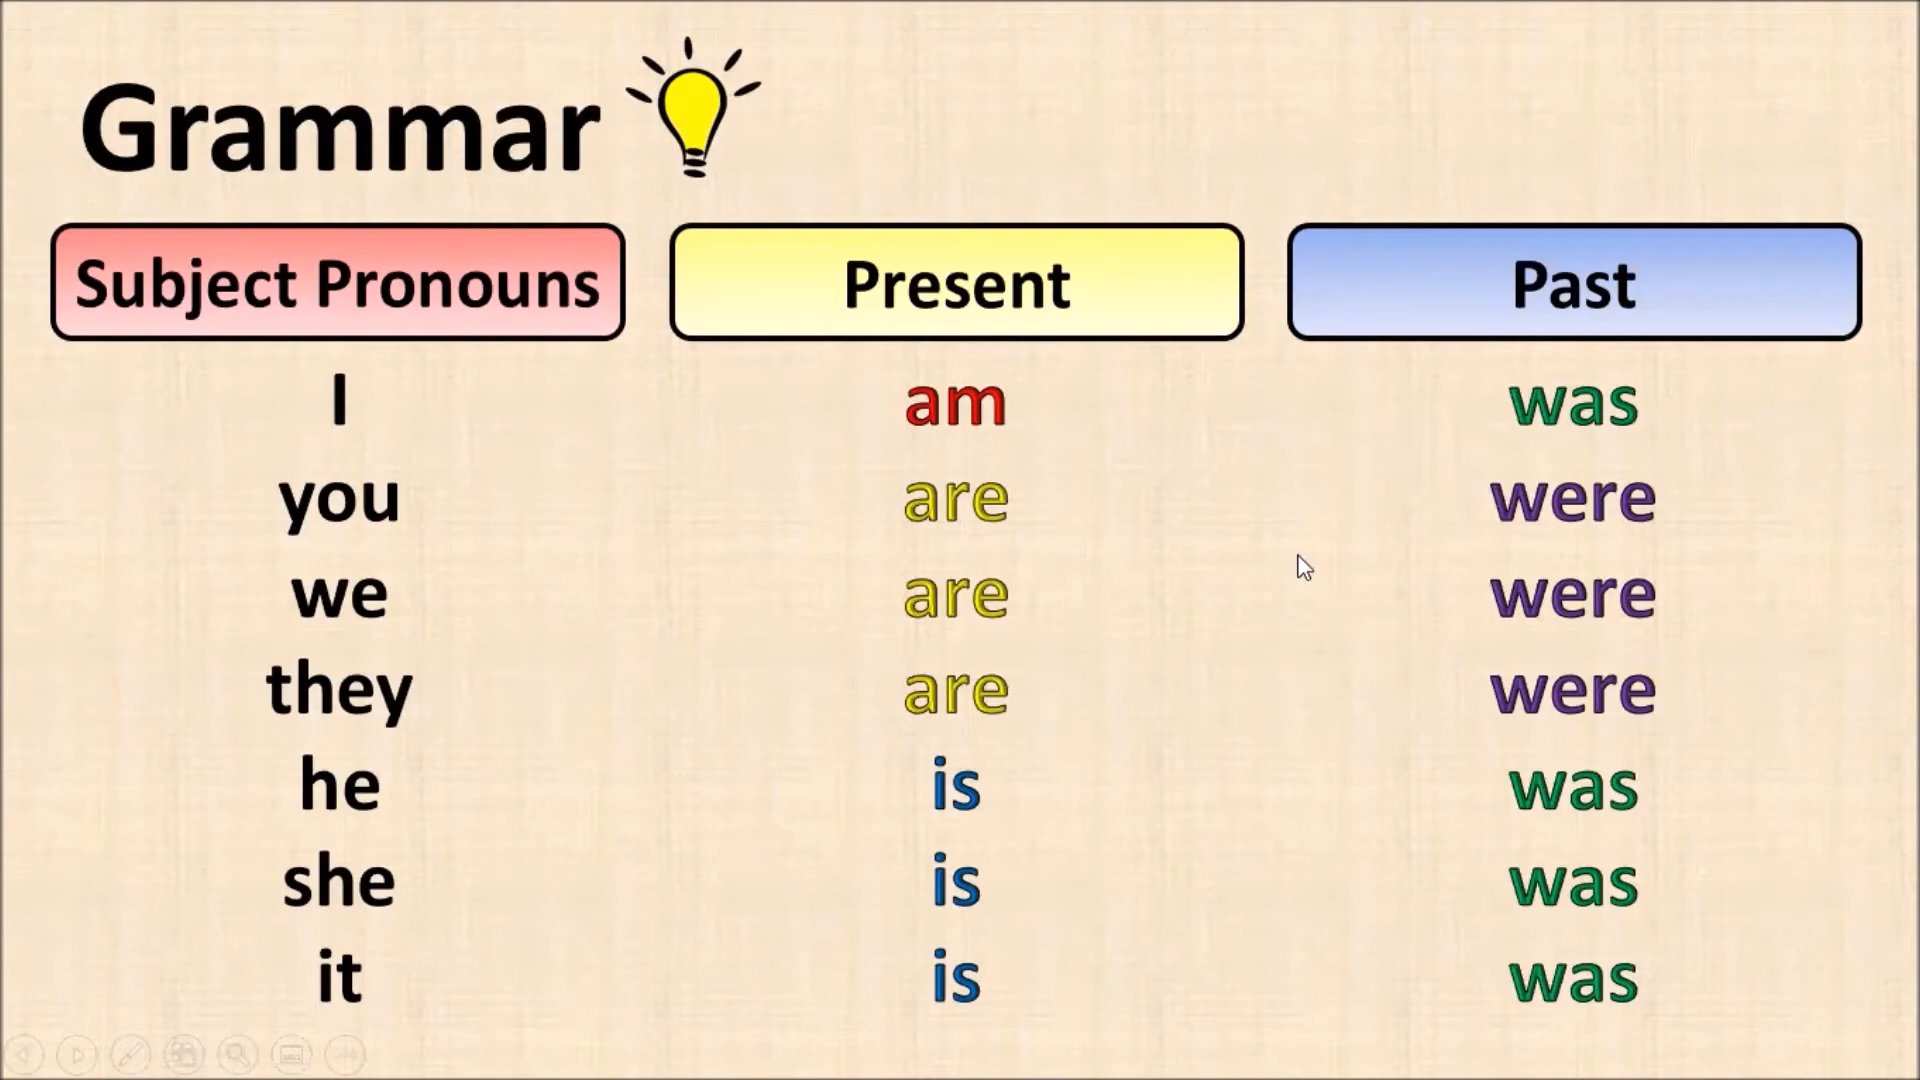 Grammar
Subject Pronouns Present Past
I am was
you are were
we are were
they are were
he is was
she is was
it is was